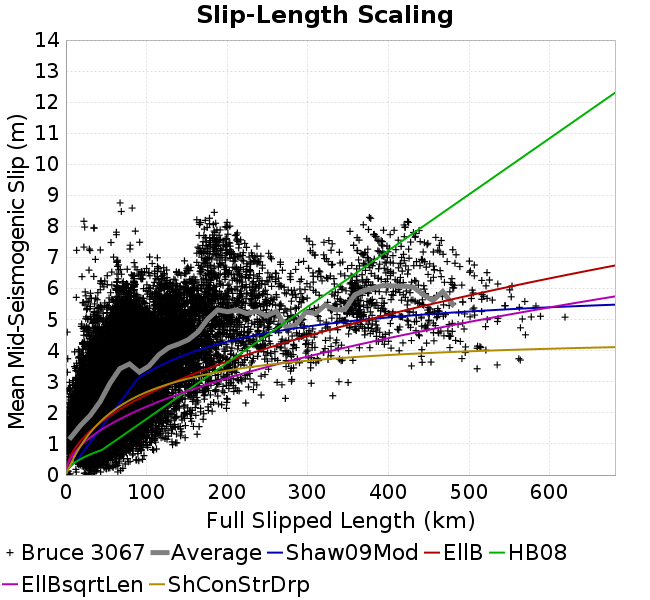 Slip-Length Scaling
Mean Mid-Seismogenic Slip (m)
14
13
12
11
10
9
8
7
6
5
4
3
2
1
0
0 100 200 300 400 500 600
Full Slipped Length (km)
Bruce 3067 Average Shaw09Mod EllB HB08
EllBsqrtLen ShConStrDrp